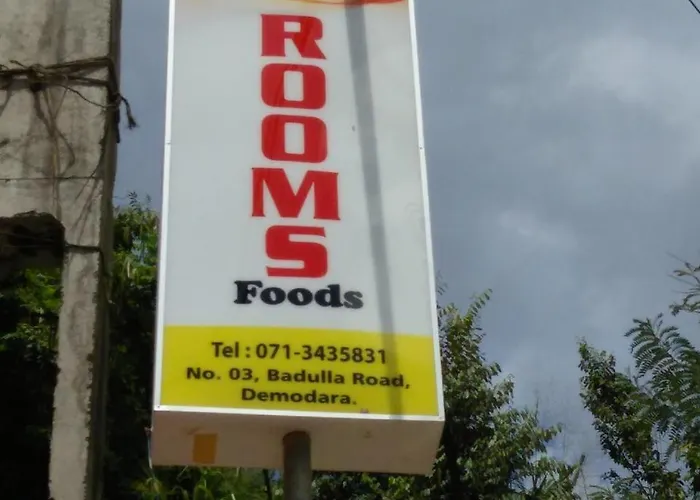 ROOMS
Foods
Tel : 071-3435831
No. 03, Badulla Road,
Demodara.